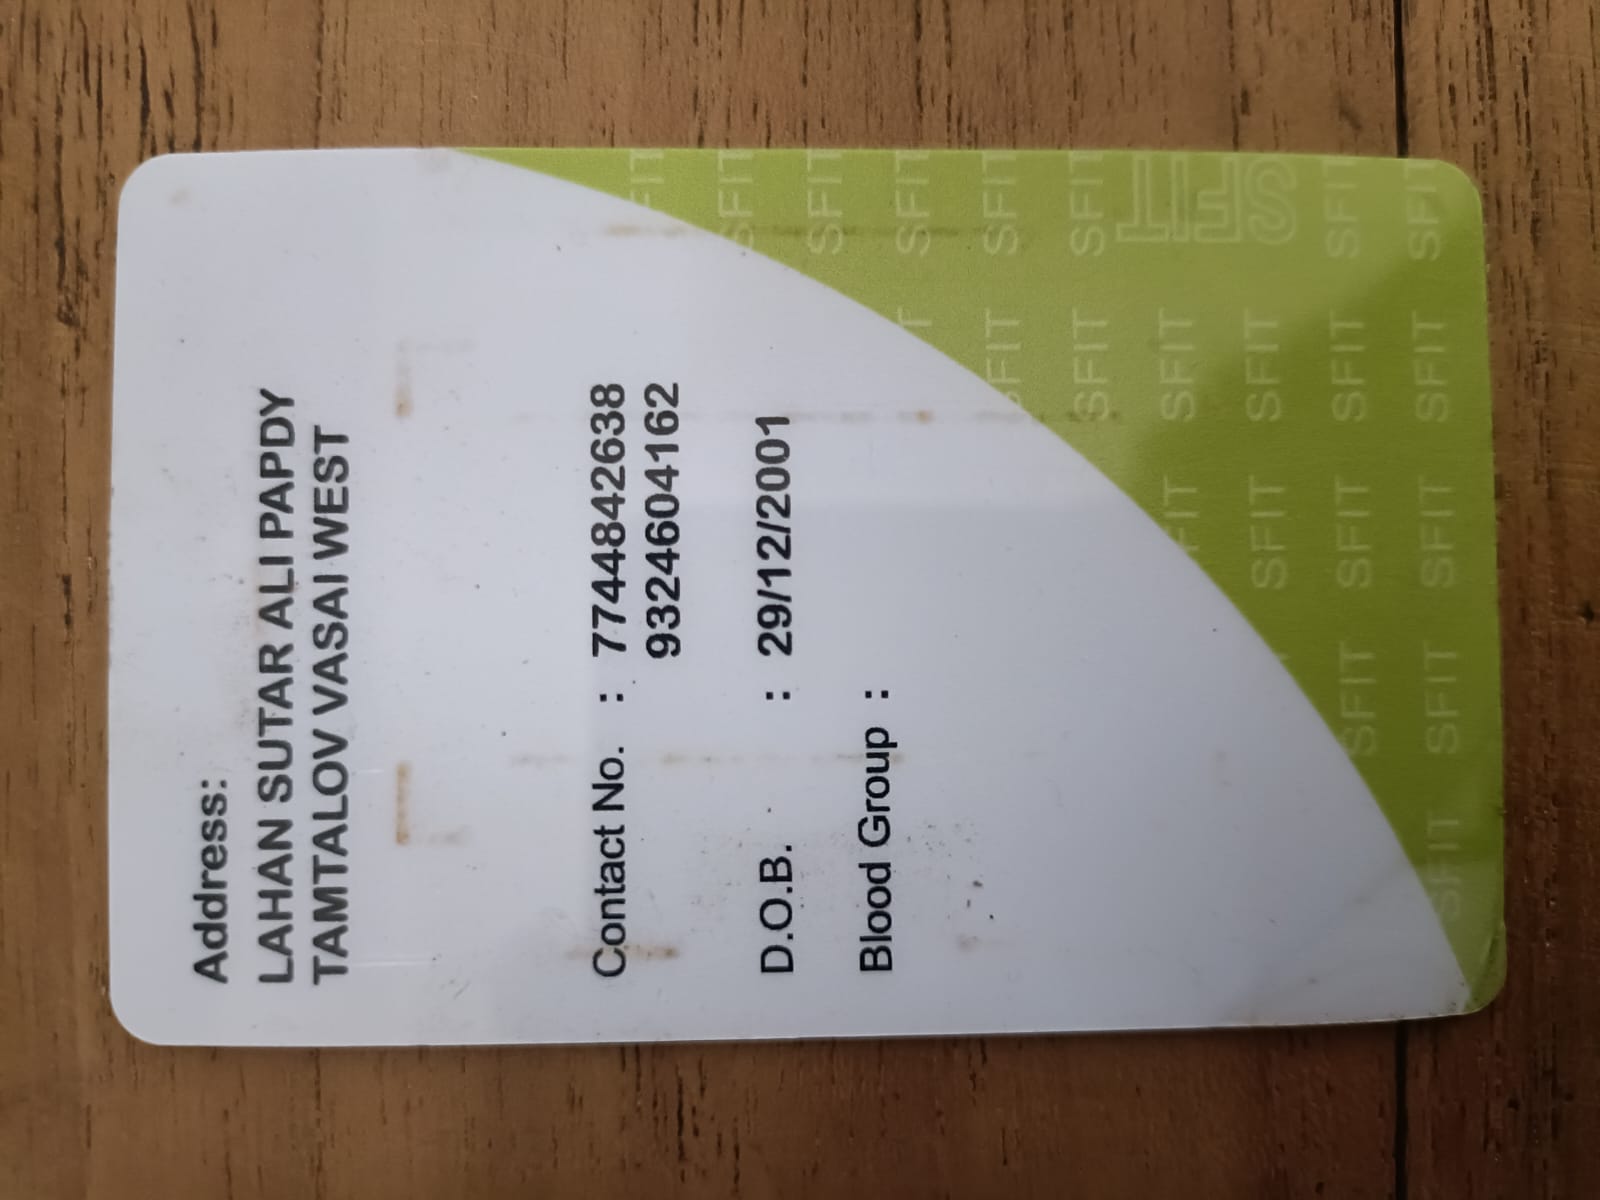 Address:
LAHAN SUTAR ALI PAPDY
TAMTALOV VASAI WEST
Contact No. : 7744842638
9324604162
D.O.B. : 29/12/2001
Blood Group :
SFIT
SFIT
SFIT
SFIT
SFIT SFIT
SFIT SFIT
SFIT SFIT
SFIT
SFIT SFIT
SFIT SFIT SFIT SFIT
SFIT SFIT SFIT SFIT SFIT